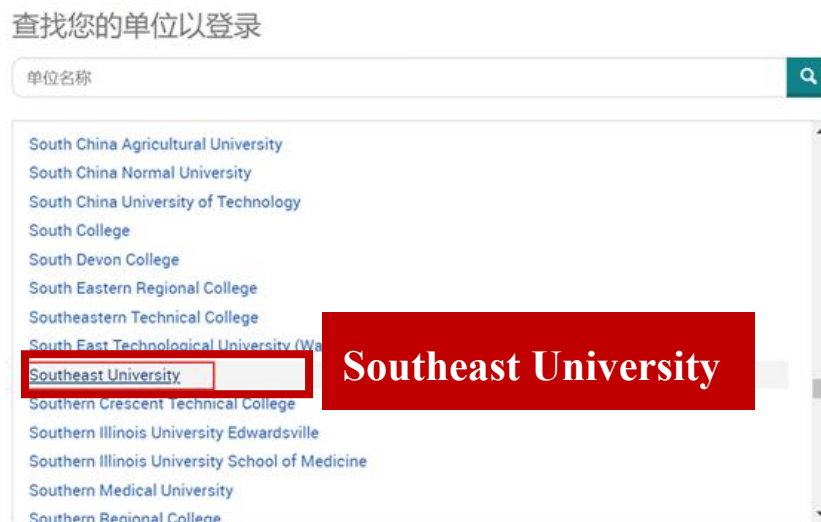 查找您的单位以登录
单位名称
South China Agricultural University
South China Normal University
South China University of Technology
South College
South Devon College
South Eastern Regional College
Southeastern Technical College
South East Technological University (Wa
Southeast University
Southeast University
Southern Crescent Technical College
Southern Illinois University Edwardsville
Southern Illinois University School of Medicine
Southern Medical University
Southern Regional College